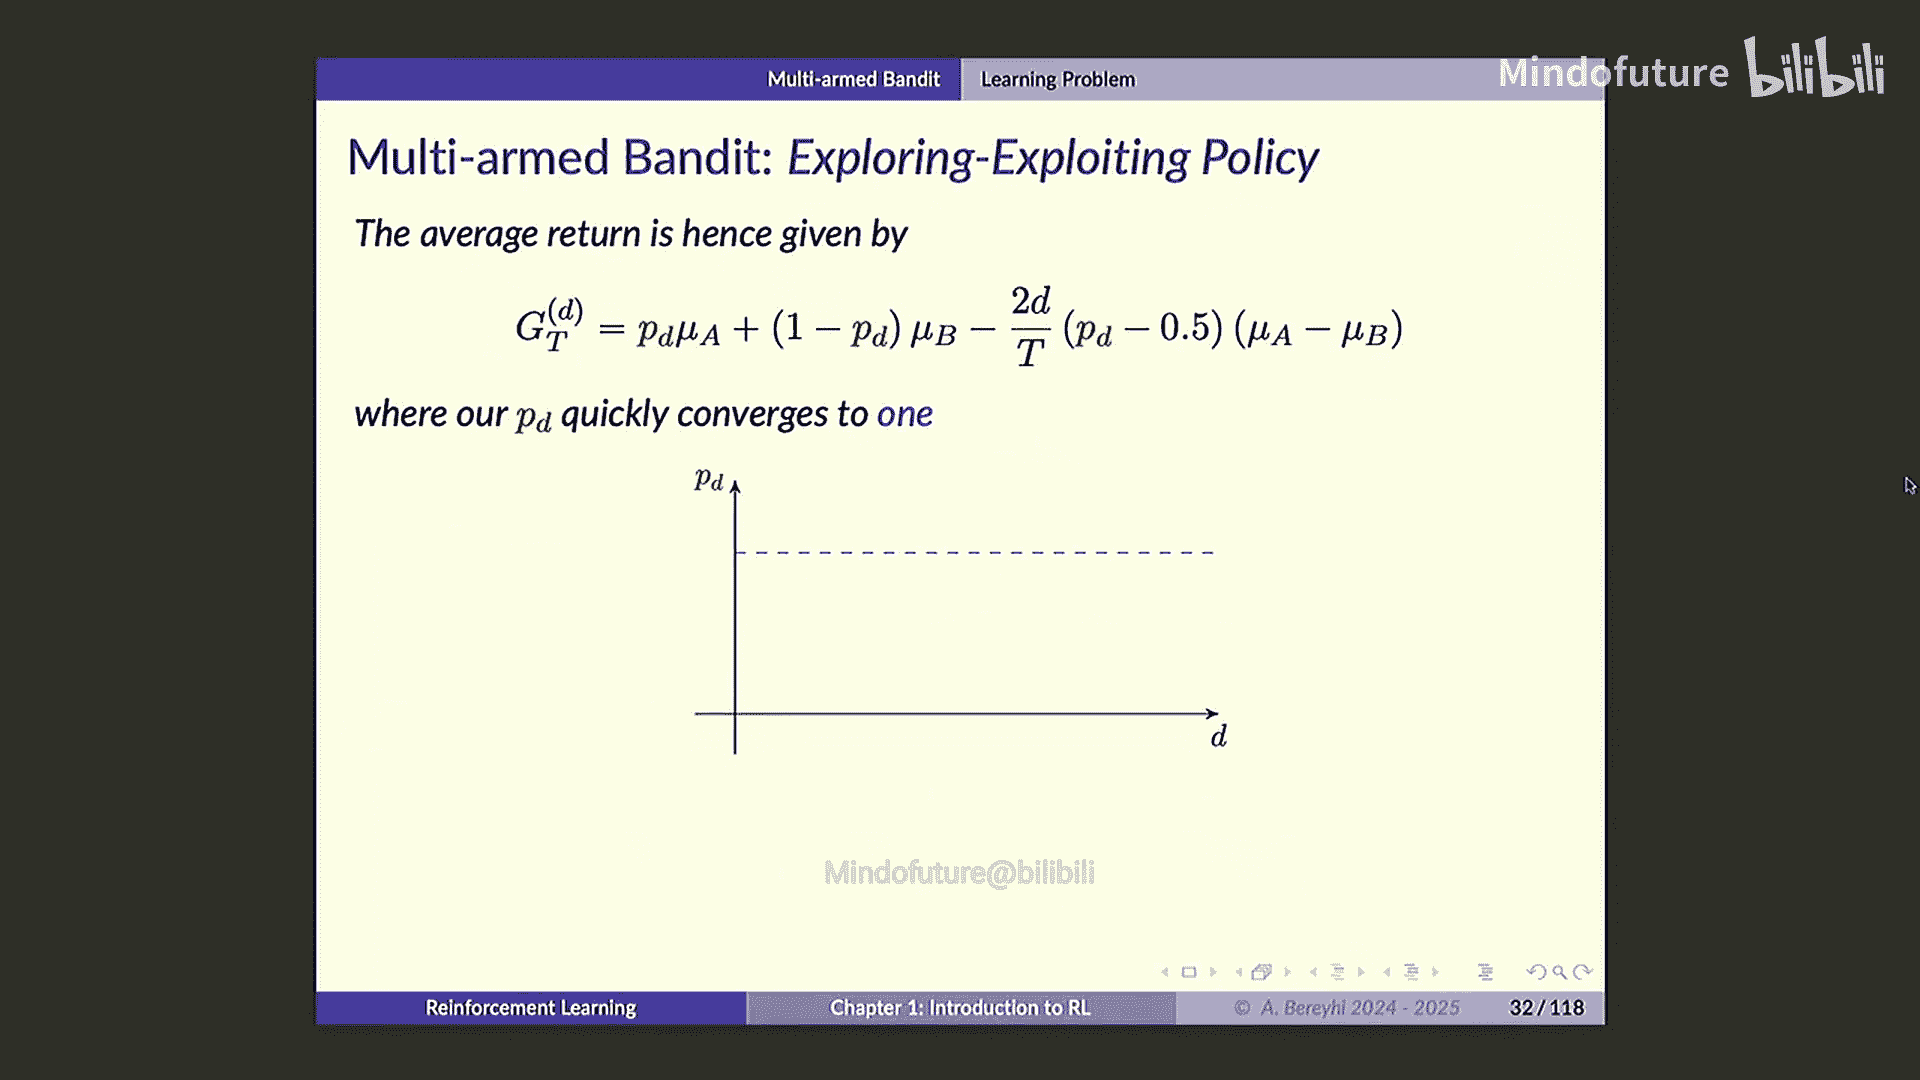 Mindofuture bilibili
Multi-armed Bandit Learning Problem
Multi-armed Bandit: Exploring-Exploiting Policy
The average return is hence given by
G_T^{(d)} = p_d μ_A + (1 − p_d) μ_B − \frac{2d}{T} (p_d − 0.5) (μ_A − μ_B)
where our p_d quickly converges to one
p_d
d
Mindofuture@bilibili
Reinforcement Learning Chapter 1: Introduction to RL © A. Bereyhi 2024 - 2025 32/118